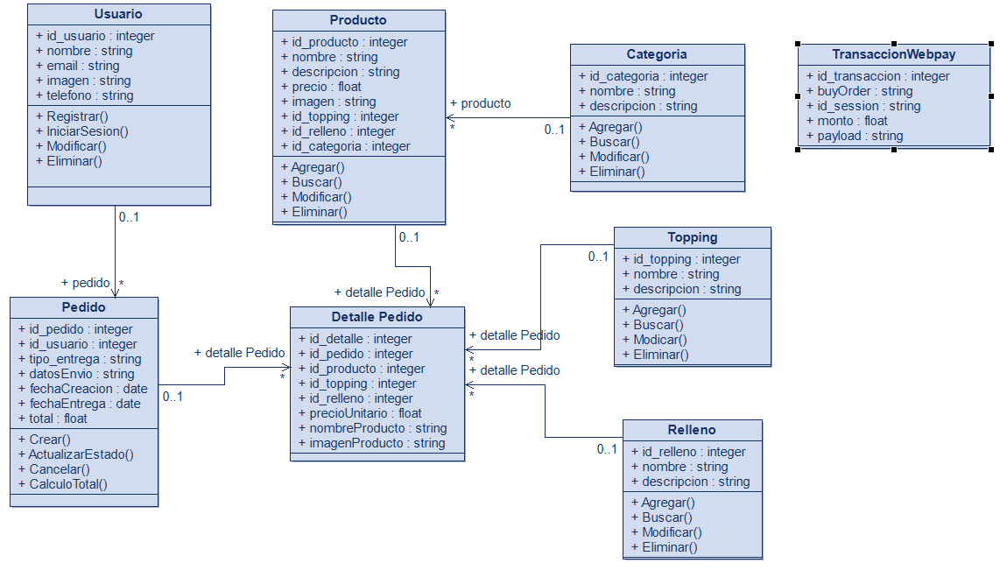 Usuario
+ id_usuario : integer
+ nombre : string
+ email : string
+ imagen : string
+ telefono : string
+ Registrar()
+ IniciarSesion()
+ Modificar()
+ Eliminar()
0..1
+ pedido
*
Producto
+ id_producto : integer
+ nombre : string
+ descripcion : string
+ precio : float
+ imagen : string
+ id_topping : integer
+ id_relleno : integer
+ id_categoria : integer
+ Agregar()
+ Buscar()
+ Modificar()
+ Eliminar()
0..1
+ detalle Pedido
*
+ producto
*
0..1
Categoria
+ id_categoria : integer
+ nombre : string
+ descripcion : string
+ Agregar()
+ Buscar()
+ Modificar()
+ Eliminar()
TransaccionWebpay
+ id_transaccion : integer
+ buyOrder : string
+ id_session : string
+ monto : float
+ payload : string
Pedido
+ id_pedido : integer
+ id_usuario : integer
+ tipo_entrega : string
+ datosEnvio : string
+ fechaCreacion : date
+ fechaEntrega : date
+ total : float
+ Crear()
+ ActualizarEstado()
+ Cancelar()
+ CalculoTotal()
0..1
+ detalle Pedido
*
Detalle Pedido
+ id_detalle : integer
+ id_pedido : integer
+ id_producto : integer
+ id_topping : integer
+ id_relleno : integer
+ precioUnitario : float
+ nombreProducto : string
+ imagenProducto : string
+ detalle Pedido
*
0..1
Topping
+ id_topping : integer
+ nombre : string
+ descripcion : string
+ Agregar()
+ Buscar()
+ Modicar()
+ Eliminar()
+ detalle Pedido
*
0..1
Relleno
+ id_relleno : integer
+ nombre : string
+ descripcion : string
+ Agregar()
+ Buscar()
+ Modificar()
+ Eliminar()